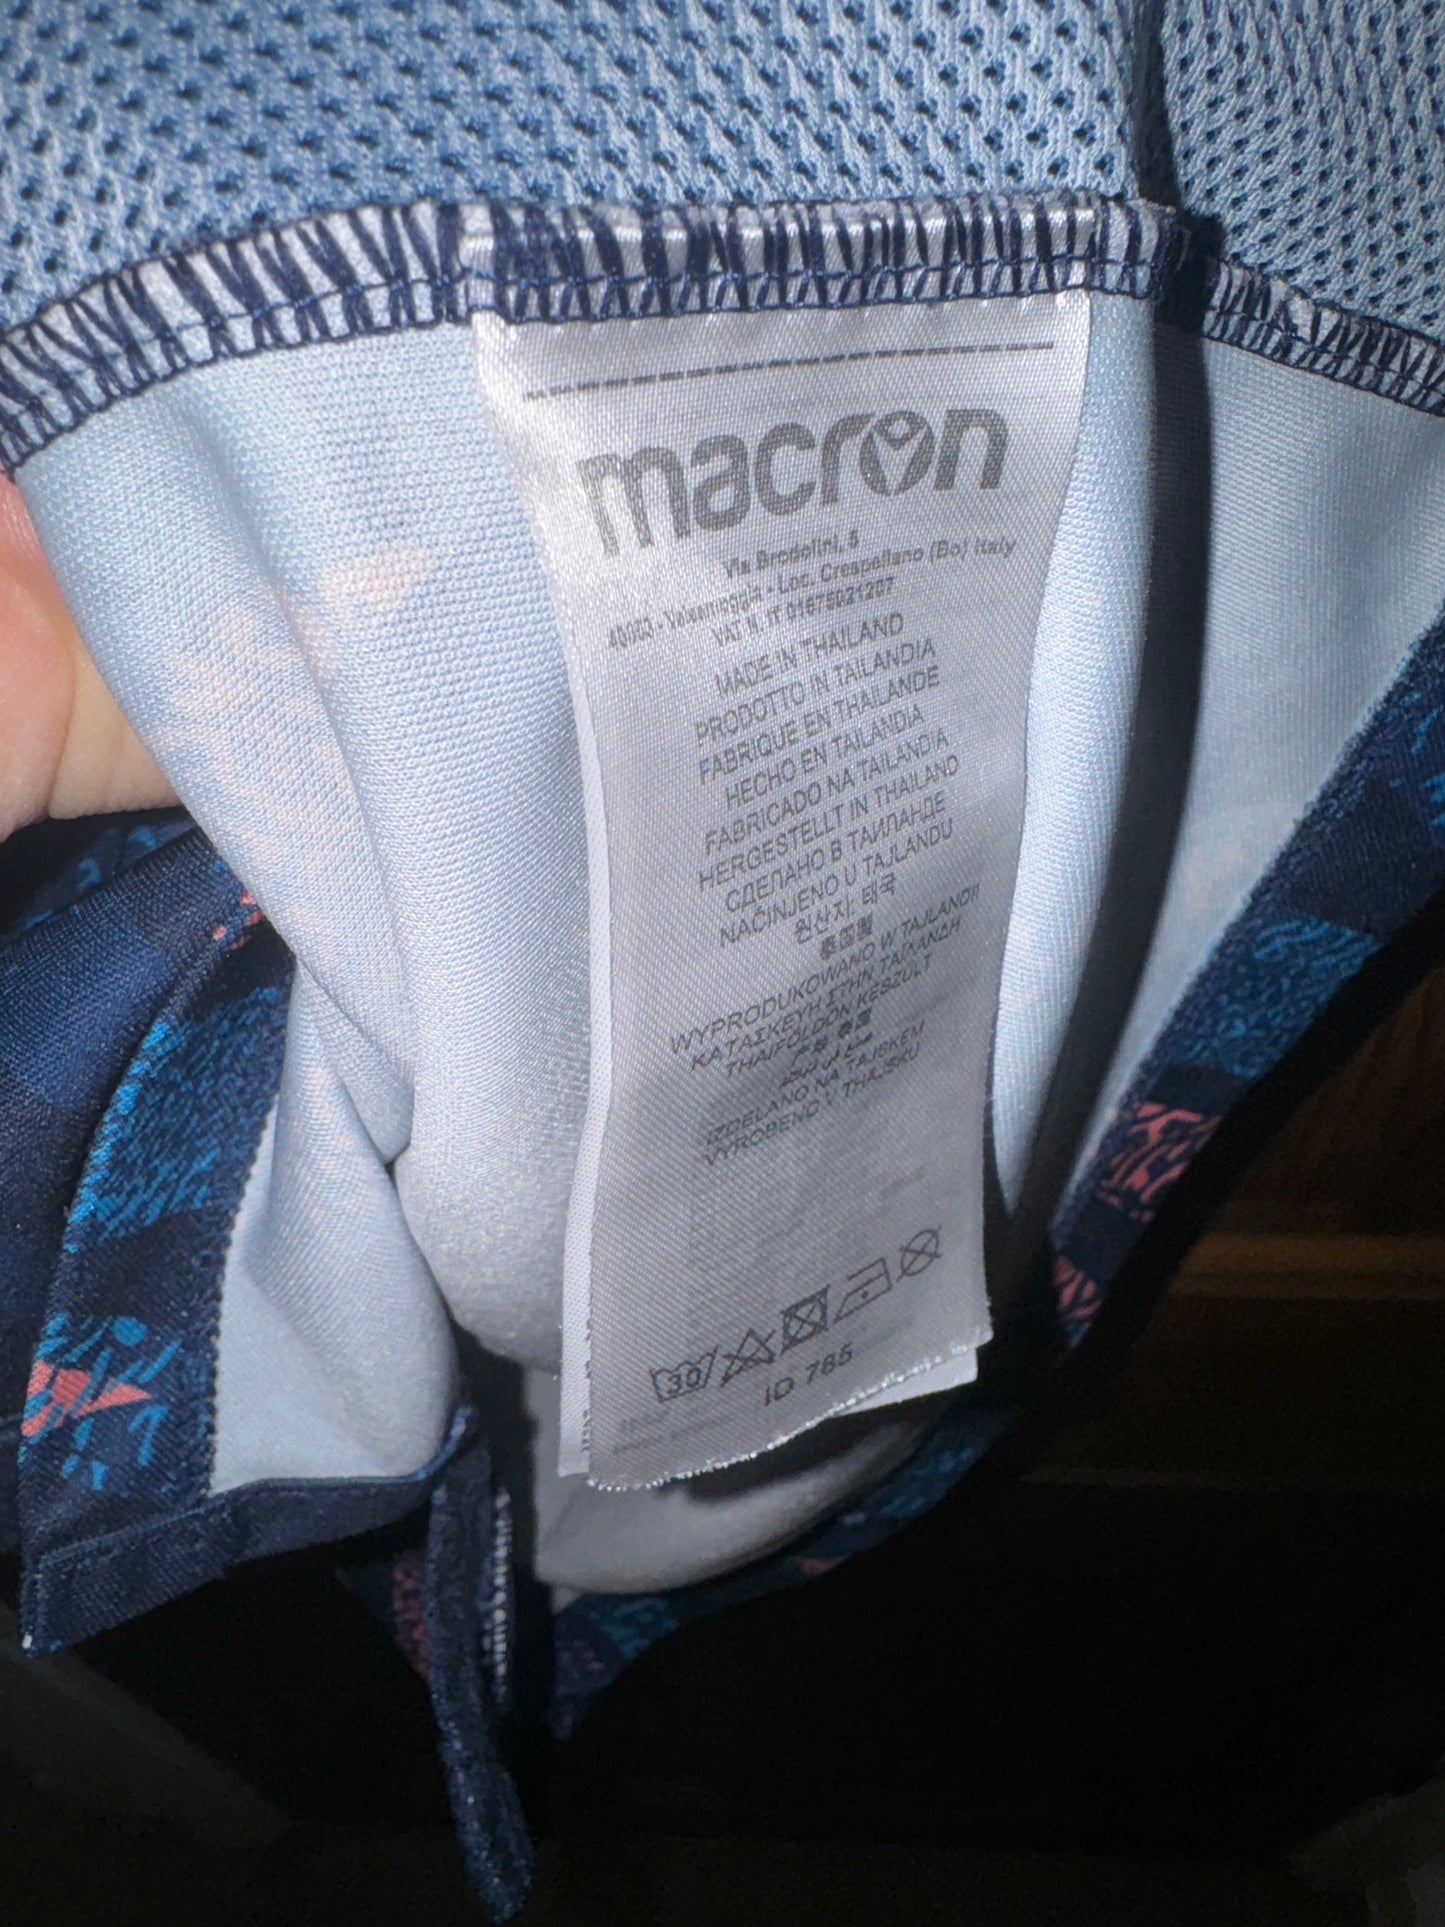 macron
Via Brodolini, 5
40053 - Valsamoggia - Loc. Crespellano (Bo) Italy
VAT N. IT 01675021207
MADE IN THAILAND
PRODOTTO IN TAILANDIA
FABRIQUE EN THAILANDE
HECHO EN TAILANDIA
FABRICADO NA TAILANDIA
HERGESTELLT IN THAILAND
СДЕЛАНО В ТАИЛАНДЕ
NAČINJENO U TAJLANDU
원산지: 태국
泰国製
WYPRODUKOWANO W TAJLANDII
ΚΑΤΑΣΚΕΥΗ ΣΤΗΝ ΤΑΪΛΑΝΔΗ
THAIFÖLDÖN KÉSZÜLT
IZDELANO NA TAJSKEM
VYROBENO V THAJSKU
30
ID 785